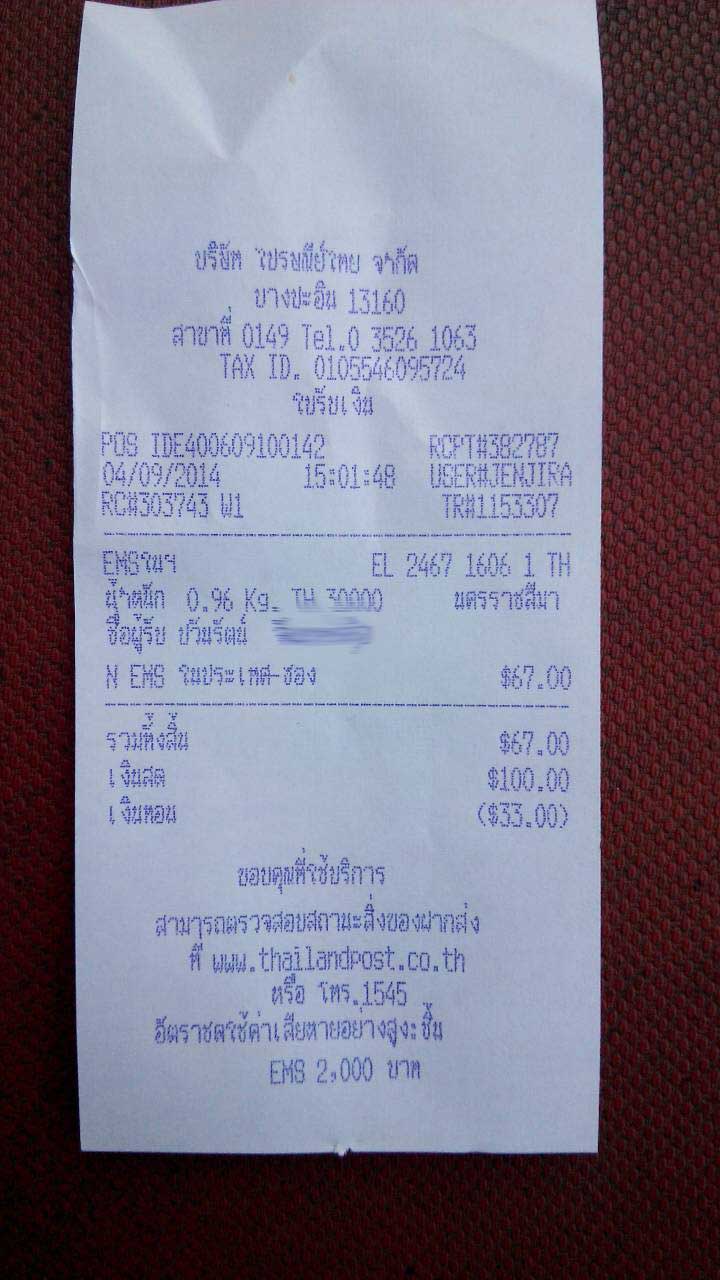 บริษัท ไปรษณีย์ไทย จำกัด
บางปะอิน 13160
สาขาที่ 0149 Tel.0 3526 1063
TAX ID. 0105546095724
ใบรับเงิน
POS IDE400609100142 RCPT#382787
04/09/2014 15:01:48 USER#JENJIRA
RC#303743 W1 TR#1153307
EMSในฯ EL 2467 1606 1 TH
น้ำหนัก 0.96 Kg. TH 30000 นครราชสีมา
ชื่อผู้รับ ปวันรัตน์
N EMS ในประเทศ-ซอง $67.00
รวมทั้งสิ้น $67.00
เงินสด $100.00
เงินทอน ($33.00)
ขอบคุณที่ใช้บริการ
สามารถตรวจสอบสถานะสิ่งของฝากส่ง
ที่ www.thailandpost.co.th
หรือ โทร.1545
อัตราชดใช้ค่าเสียหายอย่างสูงะชิ้น
EMS 2,000 บาท